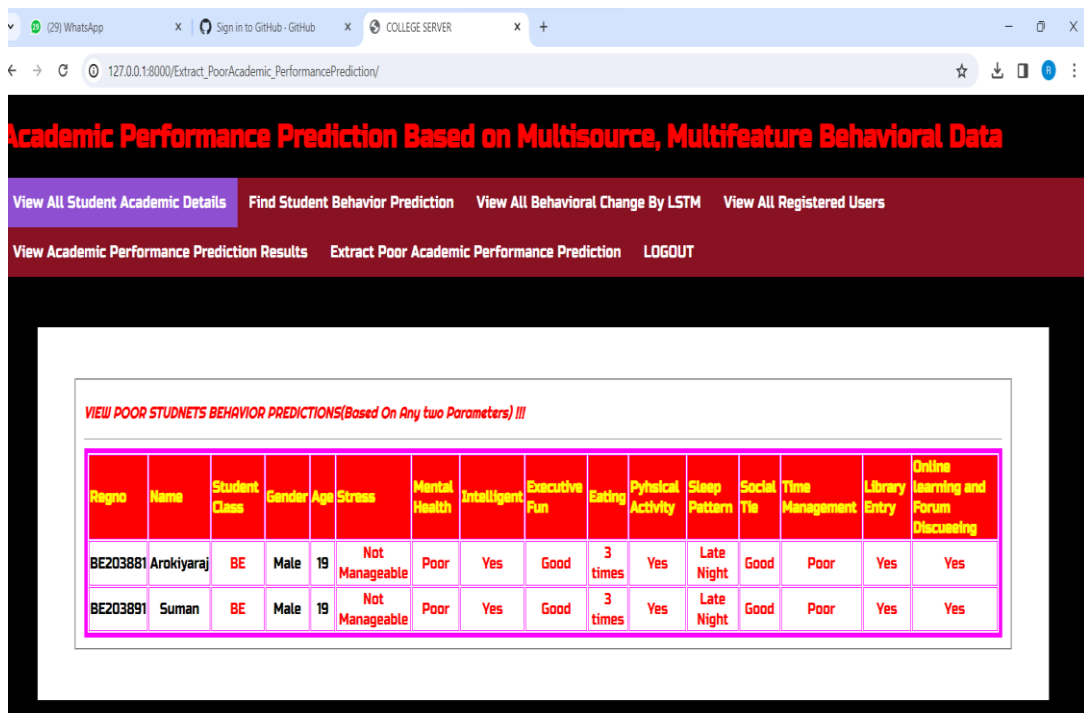 (29) WhatsApp
Sign in to GitHub · GitHub
COLLEGE SERVER
127.0.0.1:8000/Extract_PoorAcademic_PerformancePrediction/
R
Academic Performance Prediction Based on Multisource, Multifeature Behavioral Data
View All Student Academic Details Find Student Behavior Prediction View All Behavioral Change By LSTM View All Registered Users
View Academic Performance Prediction Results Extract Poor Academic Performance Prediction LOGOUT
VIEW POOR STUDNETS BEHAVIOR PREDICTIONS(Based On Any two Parameters) !!!
Regno Name Student Class Gender Age Stress Mental Health Intelligent Executive Fun Eating Pyhsical Activity Sleep Pattern Social Tie Time Management Library Entry Online learning and Forum Discueeing
BE203881 Arokiyaraj BE Male 19 Not Manageable Poor Yes Good 3 times Yes Late Night Good Poor Yes Yes
BE203891 Suman BE Male 19 Not Manageable Poor Yes Good 3 times Yes Late Night Good Poor Yes Yes